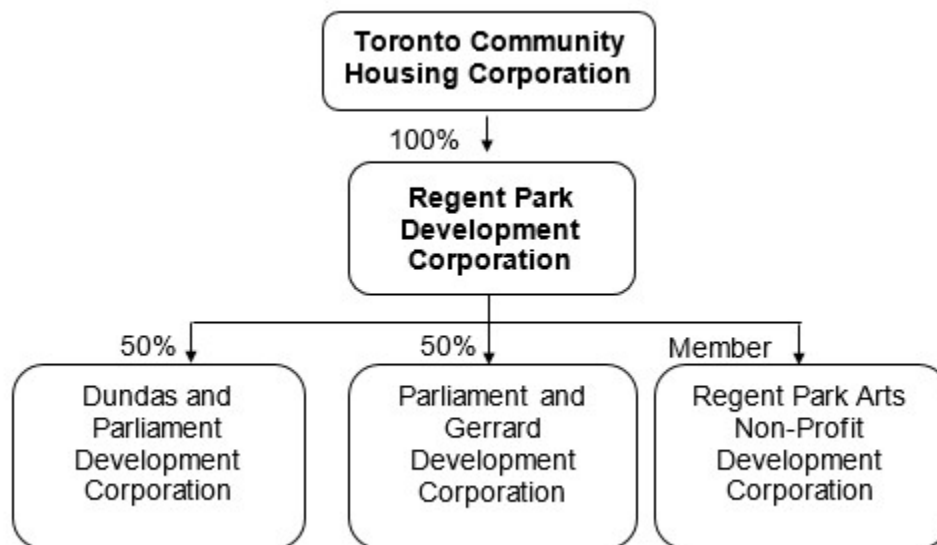 Toronto Community
Housing Corporation
100%
Regent Park
Development
Corporation
50%
50%
Member
Dundas and
Parliament
Development
Corporation
Parliament and
Gerrard
Development
Corporation
Regent Park Arts
Non-Profit
Development
Corporation